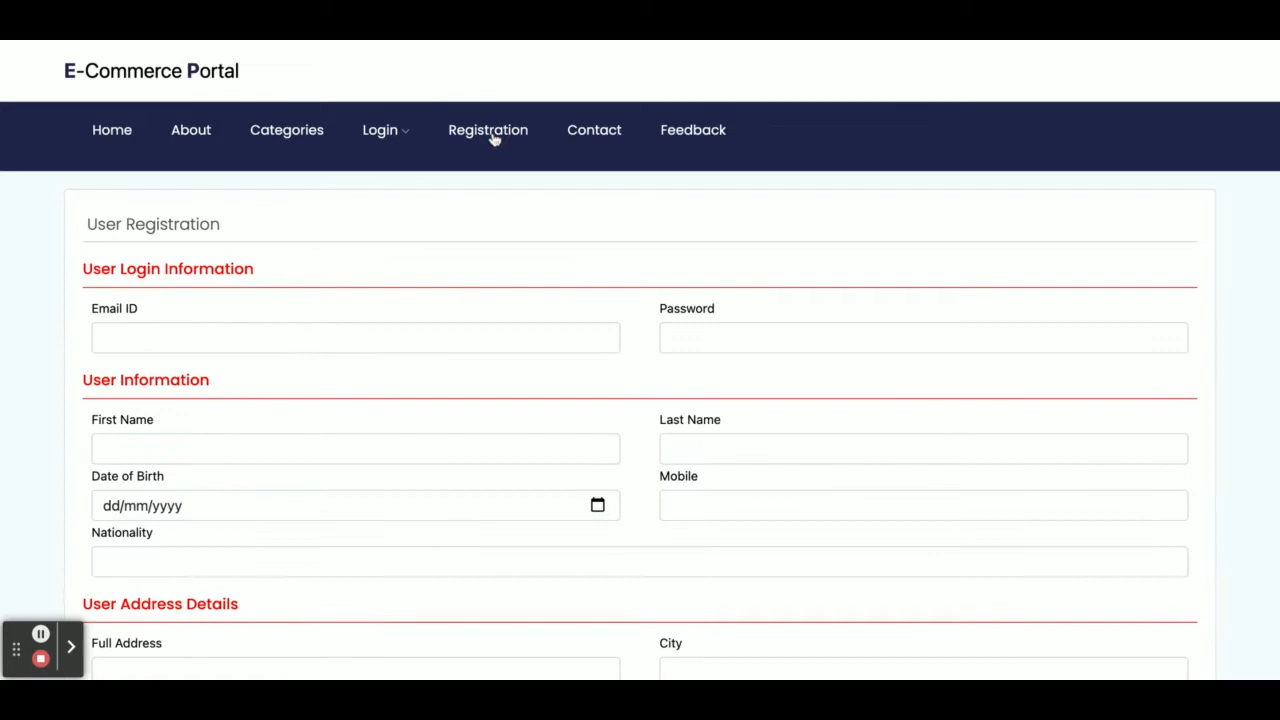 E-Commerce Portal
Home About Categories Login Registration Contact Feedback
User Registration
User Login Information
Email ID Password
User Information
First Name Last Name
Date of Birth Mobile
dd/mm/yyyy
Nationality
User Address Details
Full Address City